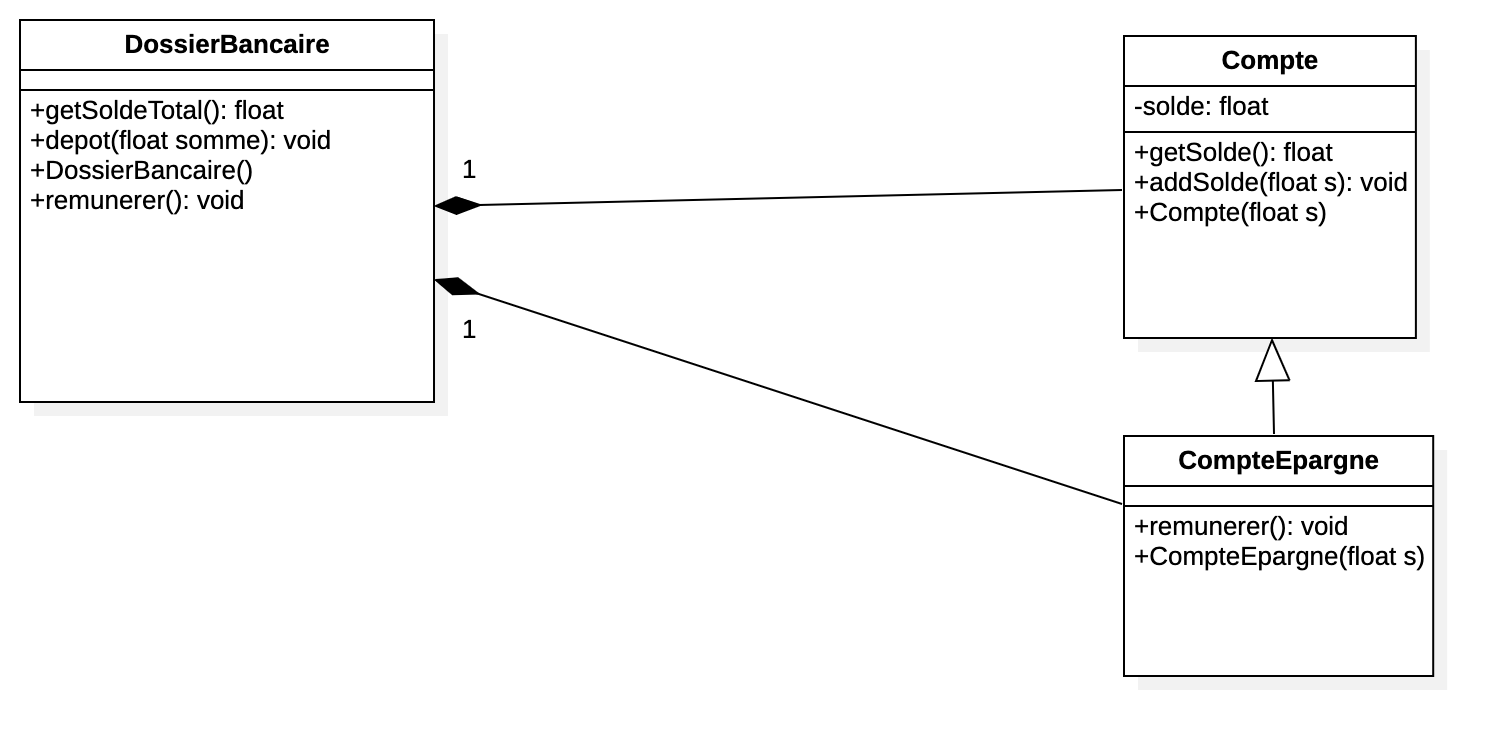 DossierBancaire
+getSoldeTotal(): float
+depot(float somme): void
+DossierBancaire()
+remunerer(): void
1
1
Compte
-solde: float
+getSolde(): float
+addSolde(float s): void
+Compte(float s)
CompteEpargne
+remunerer(): void
+CompteEpargne(float s)